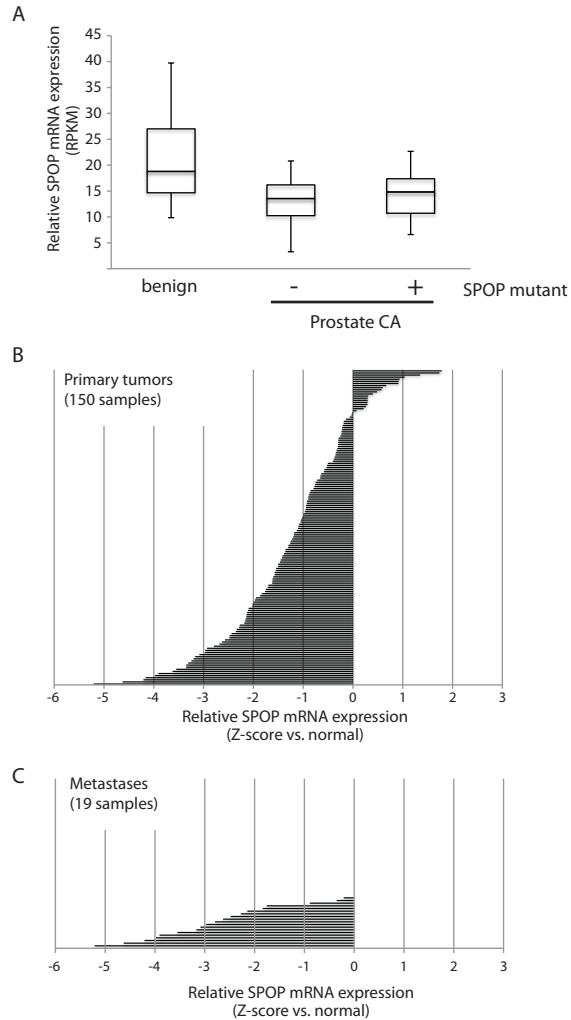 A
Relative SPOP mRNA expression
(RPKM)
45
40
35
30
25
20
15
10
5
benign
-
+
SPOP mutant
Prostate CA
B
Primary tumors
(150 samples)
-6 -5 -4 -3 -2 -1 0 1 2 3
Relative SPOP mRNA expression
(Z-score vs. normal)
C
Metastases
(19 samples)
-6 -5 -4 -3 -2 -1 0 1 2 3
Relative SPOP mRNA expression
(Z-score vs. normal)